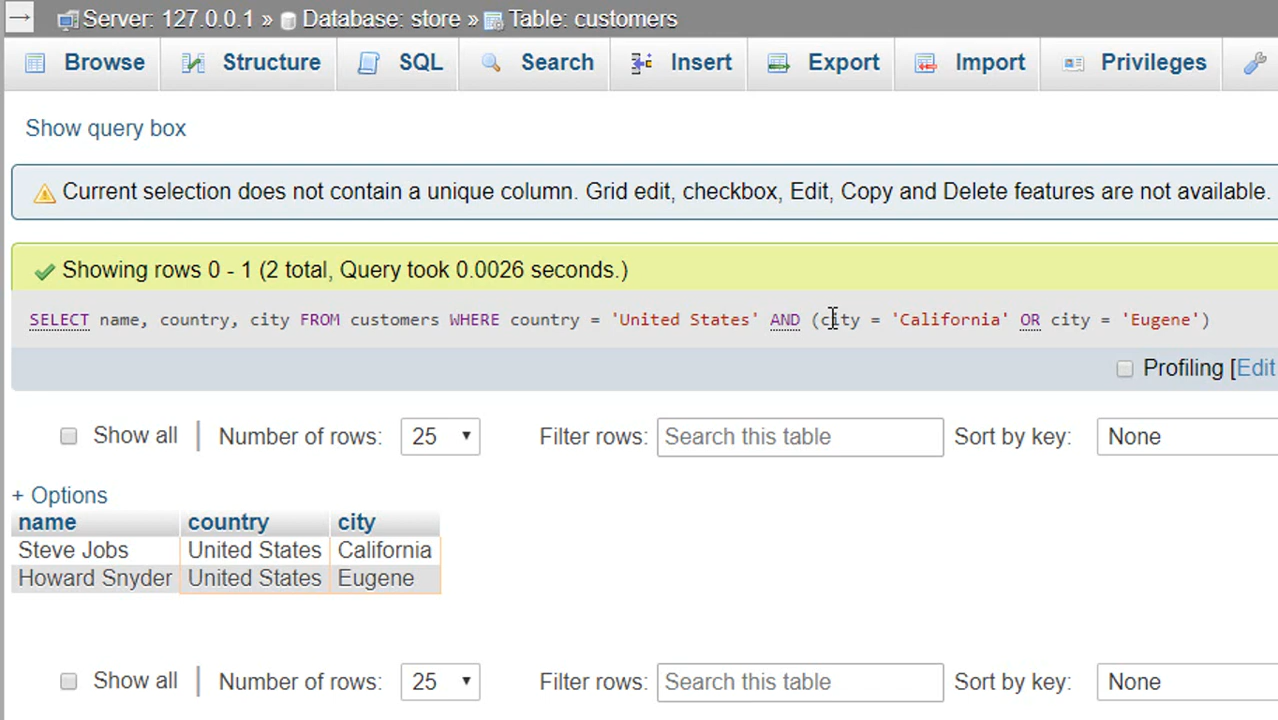 Server: 127.0.0.1 » Database: store » Table: customers
Browse Structure SQL Search Insert Export Import Privileges
Show query box
Current selection does not contain a unique column. Grid edit, checkbox, Edit, Copy and Delete features are not available.
Showing rows 0 - 1 (2 total, Query took 0.0026 seconds.)
SELECT name, country, city FROM customers WHERE country = 'United States' AND (city = 'California' OR city = 'Eugene')
Profiling [Edit
Show all | Number of rows: 25 Filter rows: Search this table Sort by key: None
+ Options
name country city
Steve Jobs United States California
Howard Snyder United States Eugene
Show all | Number of rows: 25 Filter rows: Search this table Sort by key: None